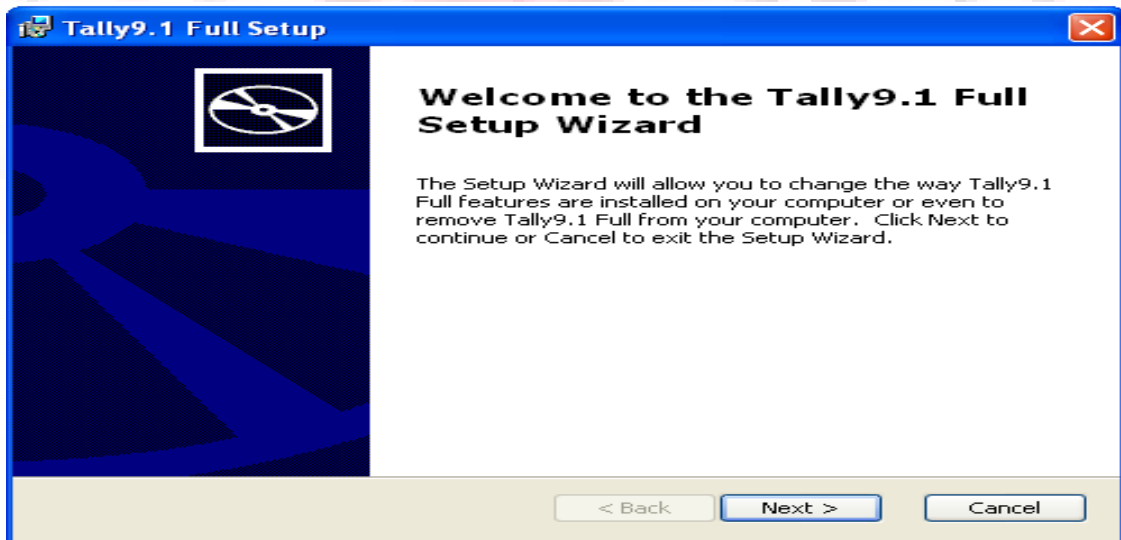 Tally9.1 Full Setup
Welcome to the Tally9.1 Full
Setup Wizard
The Setup Wizard will allow you to change the way Tally9.1
Full features are installed on your computer or even to
remove Tally9.1 Full from your computer. Click Next to
continue or Cancel to exit the Setup Wizard.
< Back Next > Cancel